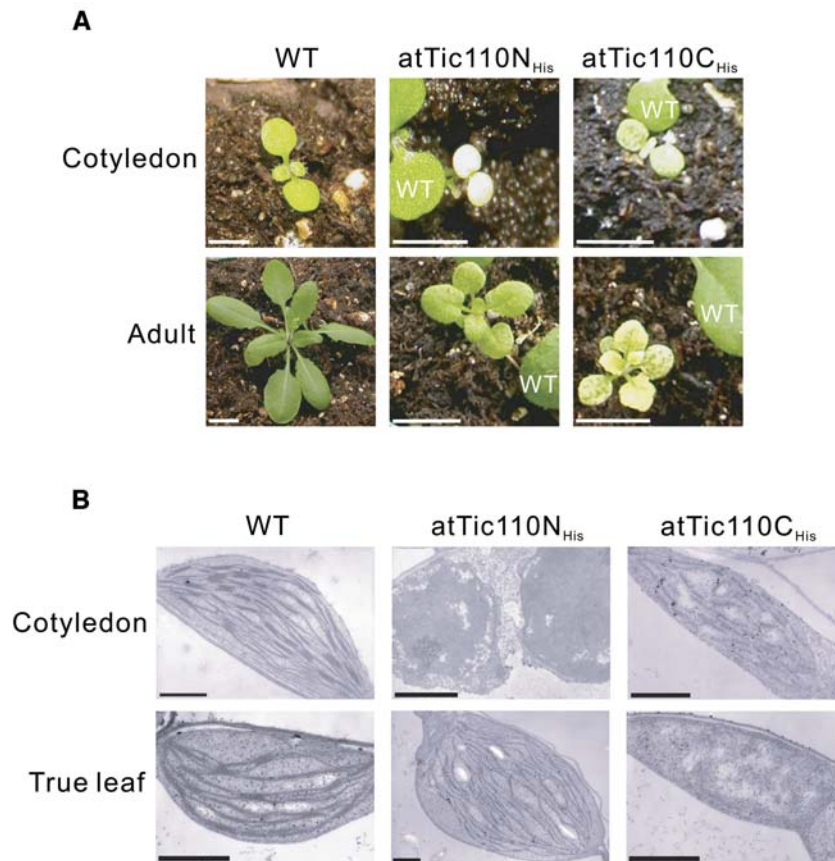 A
WT atTic110NHis atTic110CHis
Cotyledon
WT WT
Adult
WT WT
B
WT atTic110NHis atTic110CHis
Cotyledon
True leaf